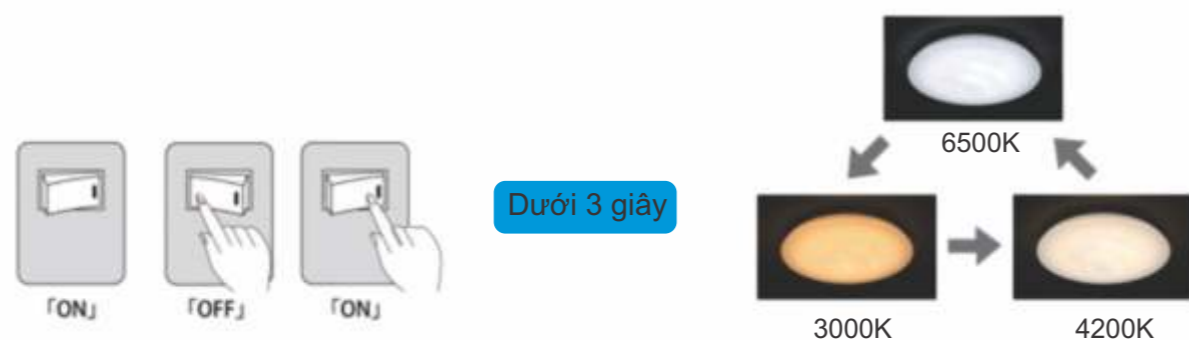 「ON」
「OFF」
「ON」
Dưới 3 giây
6500K
3000K
4200K